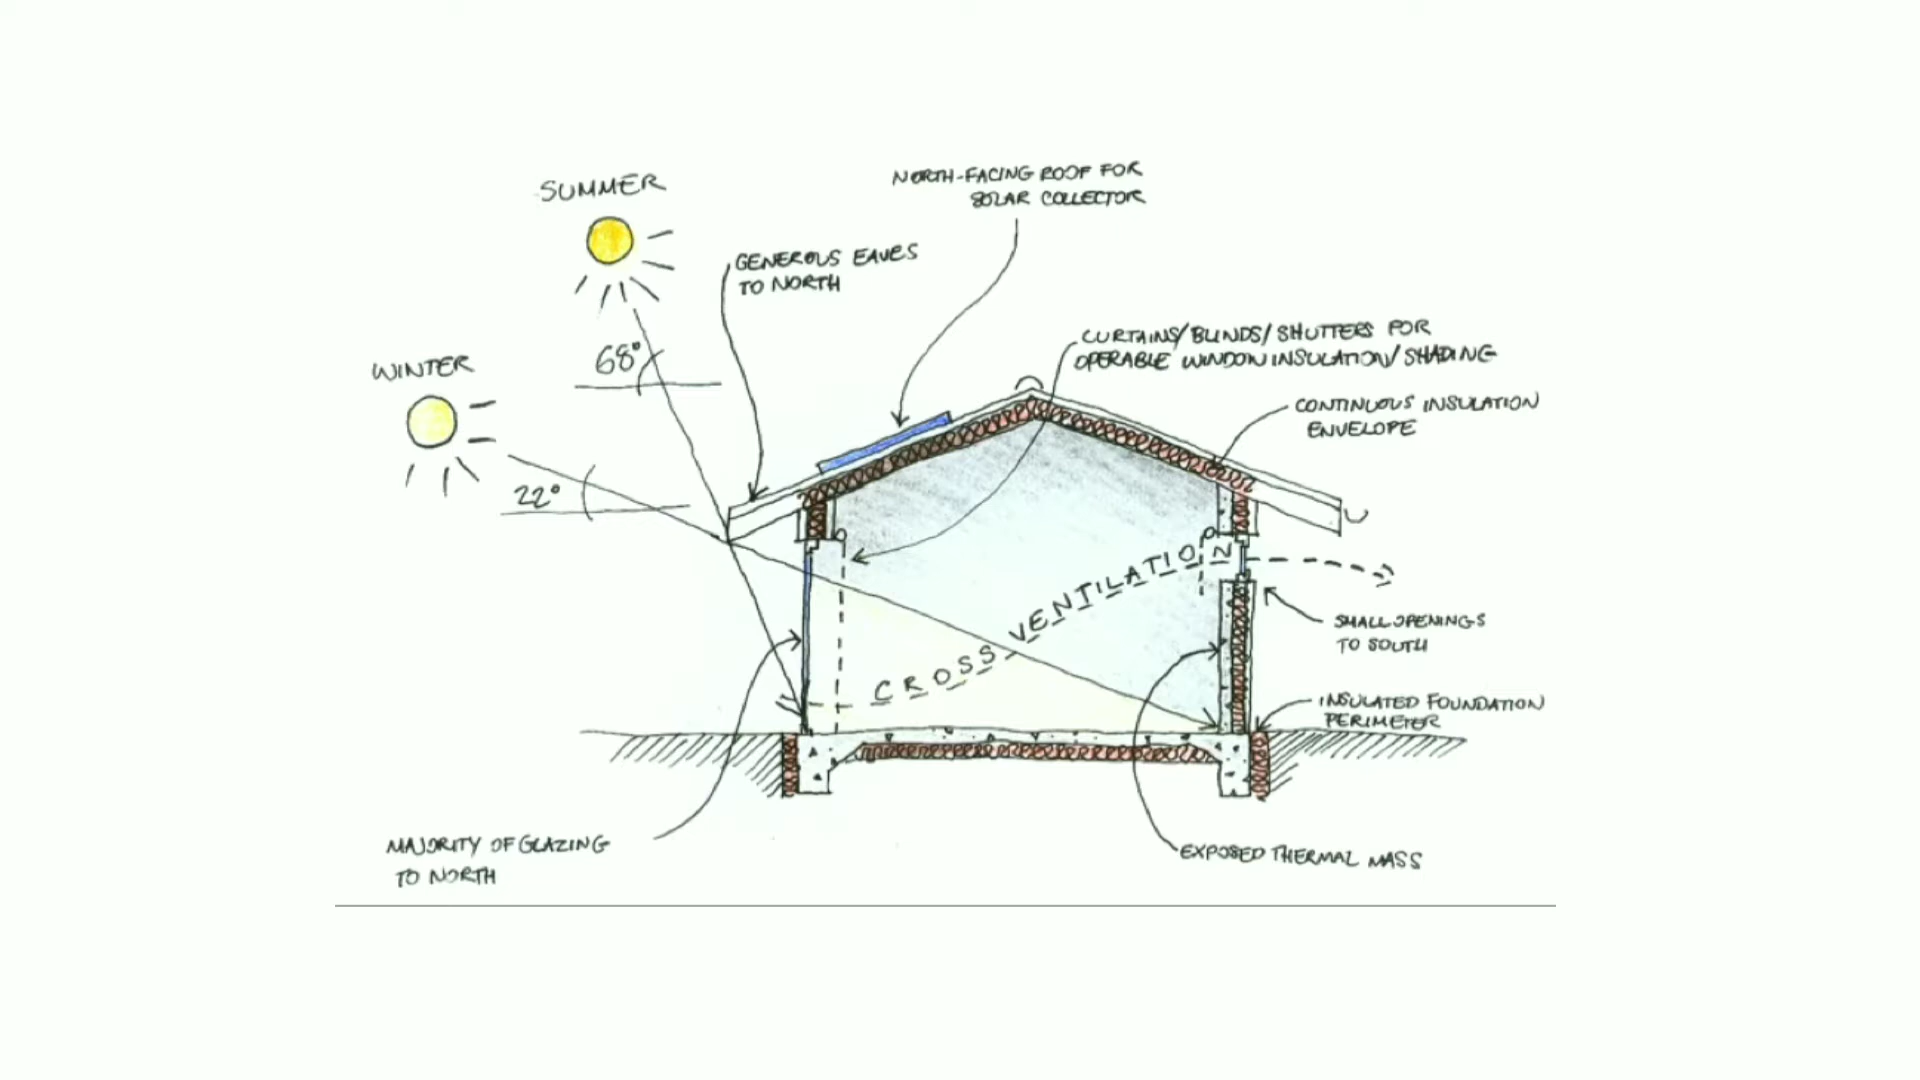 SUMMER
NORTH-FACING ROOF FOR
SOLAR COLLECTOR
GENEROUS EAVES
TO NORTH
68°
WINTER
22°
CURTAINS/BLINDS/SHUTTERS FOR
OPERABLE WINDOW INSULATION/SHADING
CONTINUOUS INSULATION
ENVELOPE
CROSS VENTILATION
SMALL OPENINGS
TO SOUTH
INSULATED FOUNDATION
PERIMETER
MAJORITY OF GLAZING
TO NORTH
EXPOSED THERMAL MASS